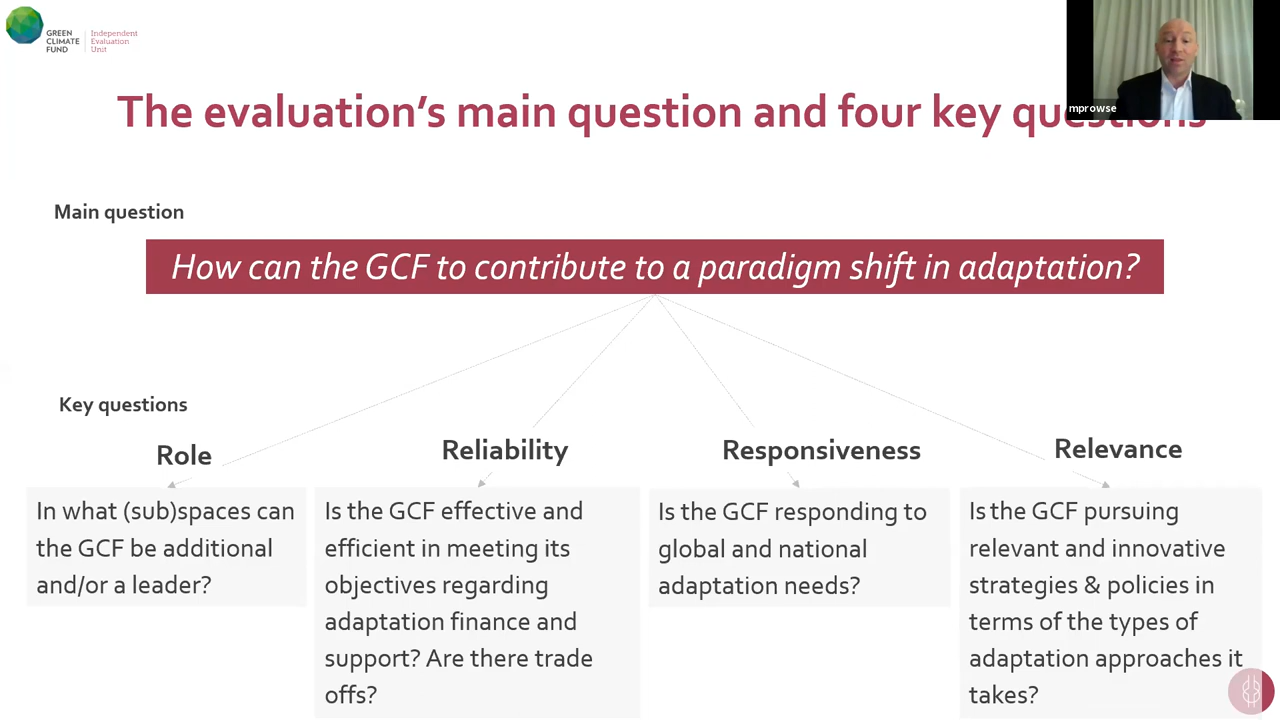 GREEN
CLIMATE
FUND
Independent
Evaluation
Unit
mprowse
The evaluation's main question and four key questions
Main question
How can the GCF to contribute to a paradigm shift in adaptation?
Key questions
Role
Reliability
Responsiveness
Relevance
In what (sub)spaces can
the GCF be additional
and/or a leader?
Is the GCF effective and
efficient in meeting its
objectives regarding
adaptation finance and
support? Are there trade
offs?
Is the GCF responding to
global and national
adaptation needs?
Is the GCF pursuing
relevant and innovative
strategies & policies in
terms of the types of
adaptation approaches it
takes?